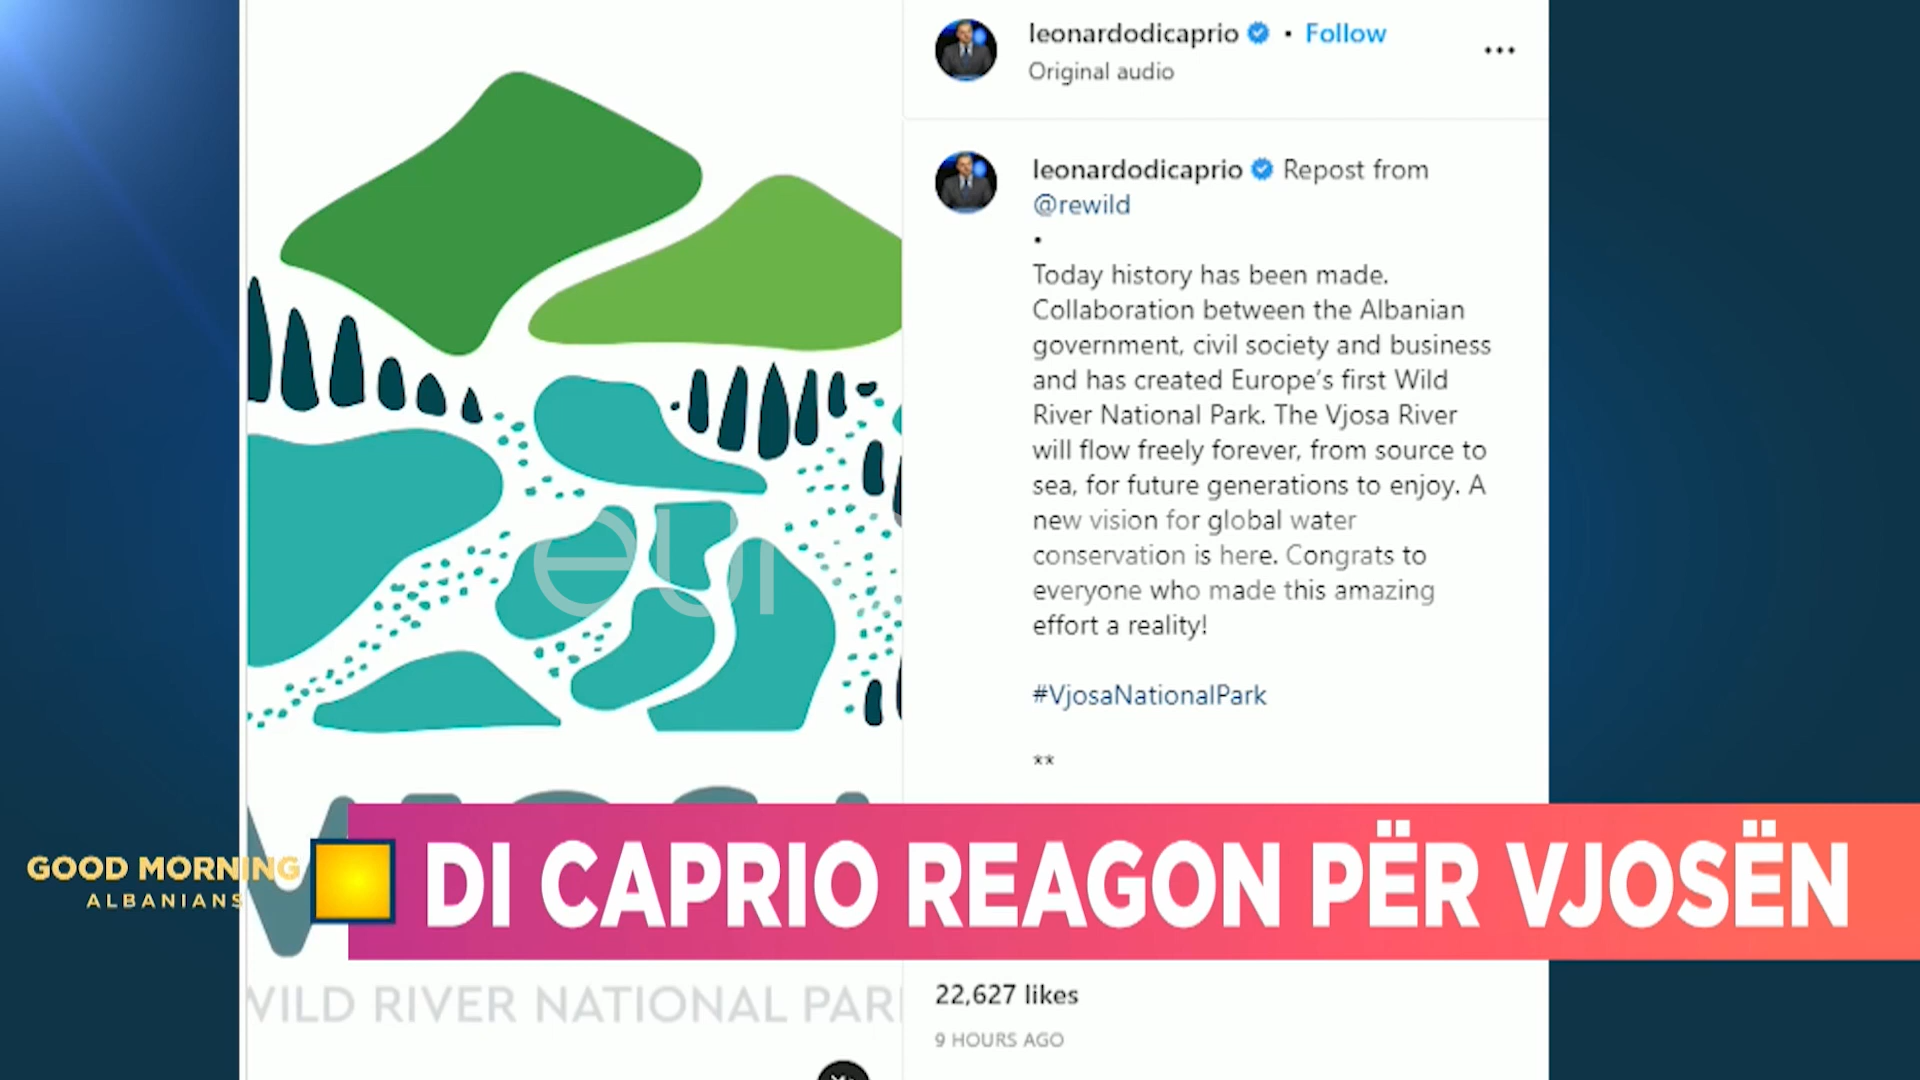 leonardodicaprio • Follow
Original audio
leonardodicaprio Repost from
@rewild
•
Today history has been made.
Collaboration between the Albanian
government, civil society and business
and has created Europe's first Wild
River National Park. The Vjosa River
will flow freely forever, from source to
sea, for future generations to enjoy. A
new vision for global water
conservation is here. Congrats to
everyone who made this amazing
effort a reality!
#VjosaNationalPark
**
eur
GOOD MORNING
ALBANIANS
DI CAPRIO REAGON PËR VJOSËN
WILD RIVER NATIONAL PARK
22,627 likes
9 HOURS AGO